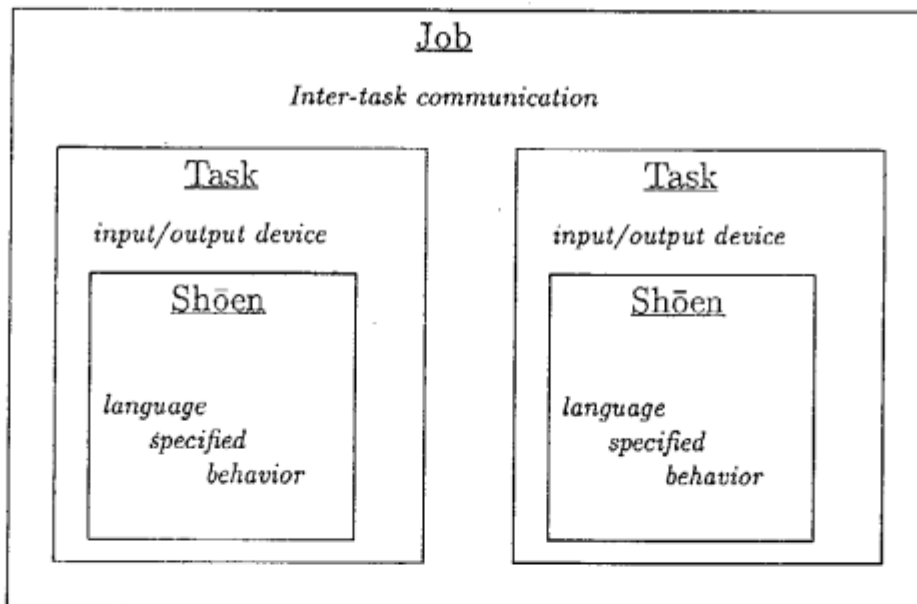 Job
Inter-task communication
Task
input/output device
Shōen
language
specified
behavior
Task
input/output device
Shōen
language
specified
behavior